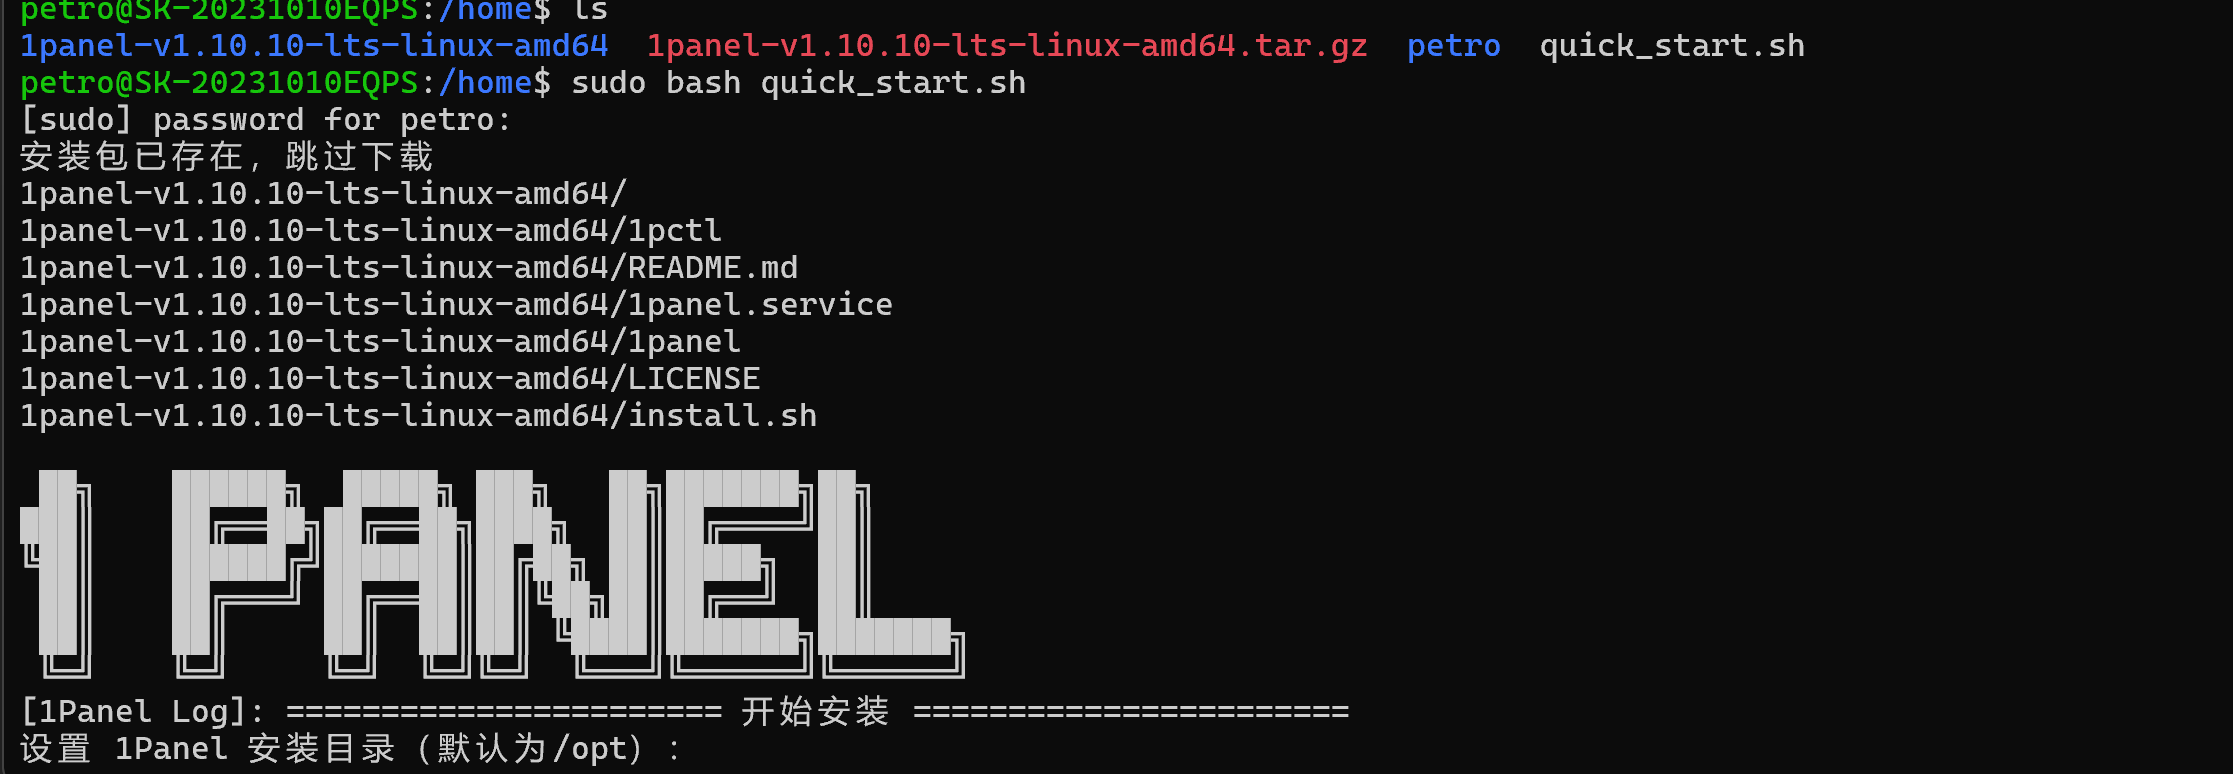 petro@SK-20231010EQPS:/home$ ls
1panel-v1.10.10-lts-linux-amd64  1panel-v1.10.10-lts-linux-amd64.tar.gz  petro  quick_start.sh
petro@SK-20231010EQPS:/home$ sudo bash quick_start.sh
[sudo] password for petro:
安装包已存在，跳过下载
1panel-v1.10.10-lts-linux-amd64/
1panel-v1.10.10-lts-linux-amd64/1pctl
1panel-v1.10.10-lts-linux-amd64/README.md
1panel-v1.10.10-lts-linux-amd64/1panel.service
1panel-v1.10.10-lts-linux-amd64/1panel
1panel-v1.10.10-lts-linux-amd64/LICENSE
1panel-v1.10.10-lts-linux-amd64/install.sh
1 PANEL
[1Panel Log]: ======================= 开始安装 =======================
设置 1Panel 安装目录（默认为/opt）：